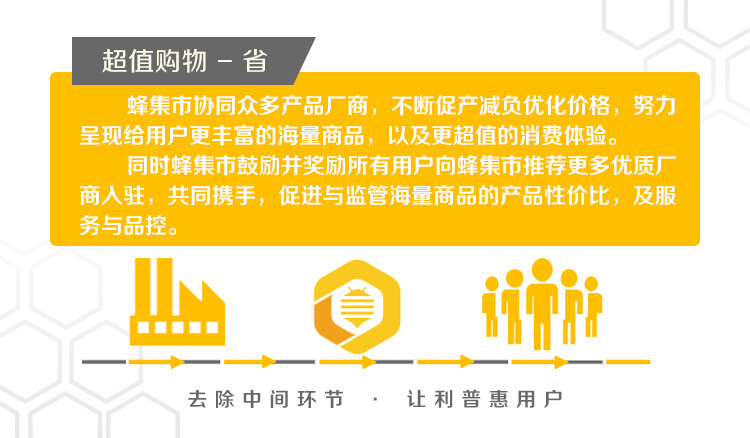 超值购物 – 省
蜂集市协同众多产品厂商，不断促产减负优化价格，努力
呈现给用户更丰富的海量商品，以及更超值的消费体验。
同时蜂集市鼓励并奖励所有用户向蜂集市推荐更多优质厂
商入驻，共同携手，促进与监管海量商品的产品性价比，及服
务与品控。
去除中间环节 · 让利普惠用户